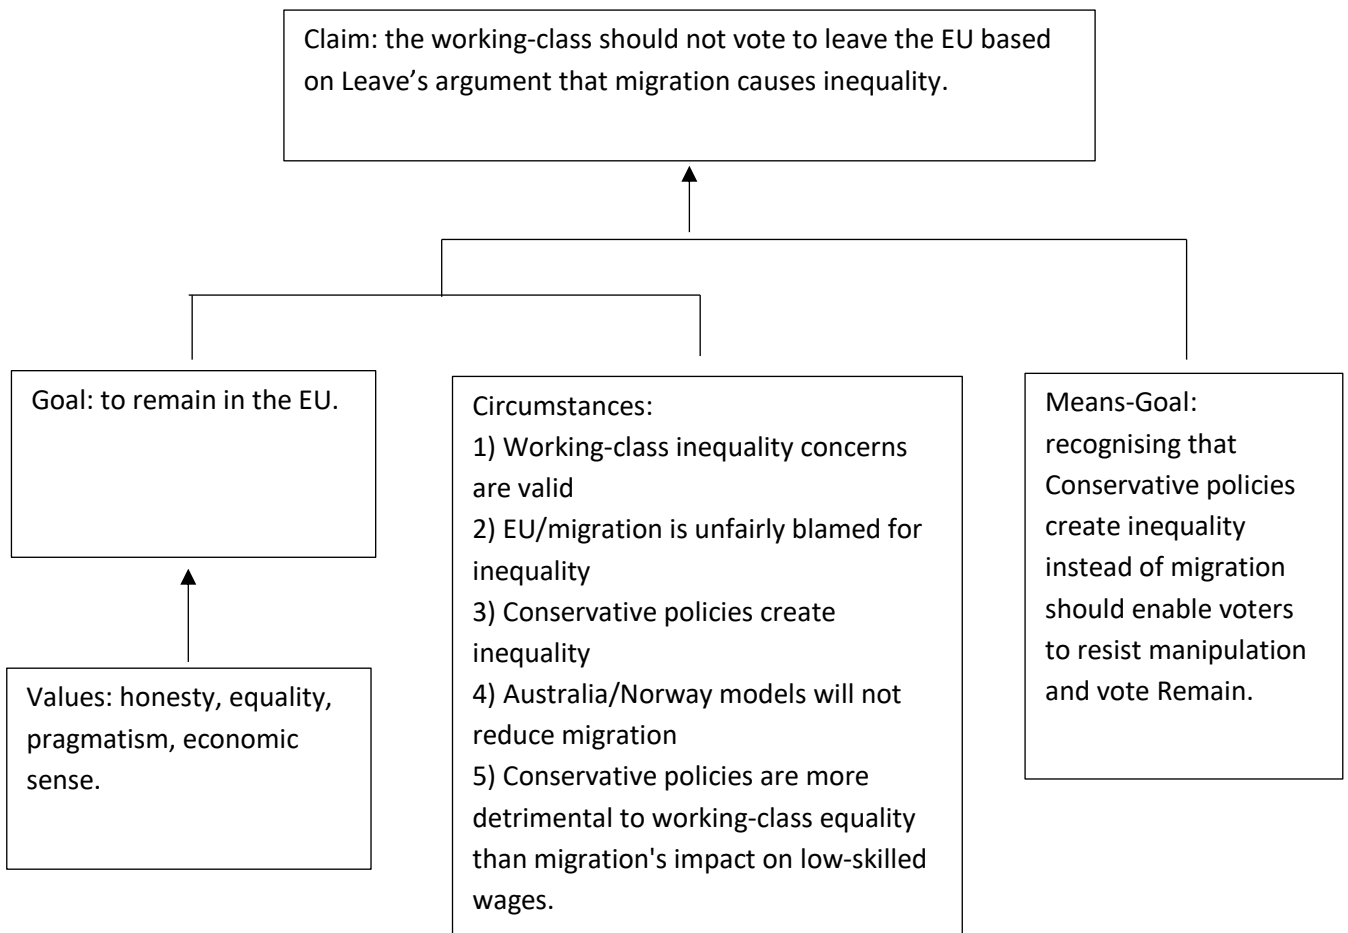 Claim: the working-class should not vote to leave the EU based
on Leave’s argument that migration causes inequality.
Goal: to remain in the EU.
Values: honesty, equality,
pragmatism, economic
sense.
Circumstances:
1) Working-class inequality concerns
are valid
2) EU/migration is unfairly blamed for
inequality
3) Conservative policies create
inequality
4) Australia/Norway models will not
reduce migration
5) Conservative policies are more
detrimental to working-class equality
than migration's impact on low-skilled
wages.
Means-Goal:
recognising that
Conservative policies
create inequality
instead of migration
should enable voters
to resist manipulation
and vote Remain.